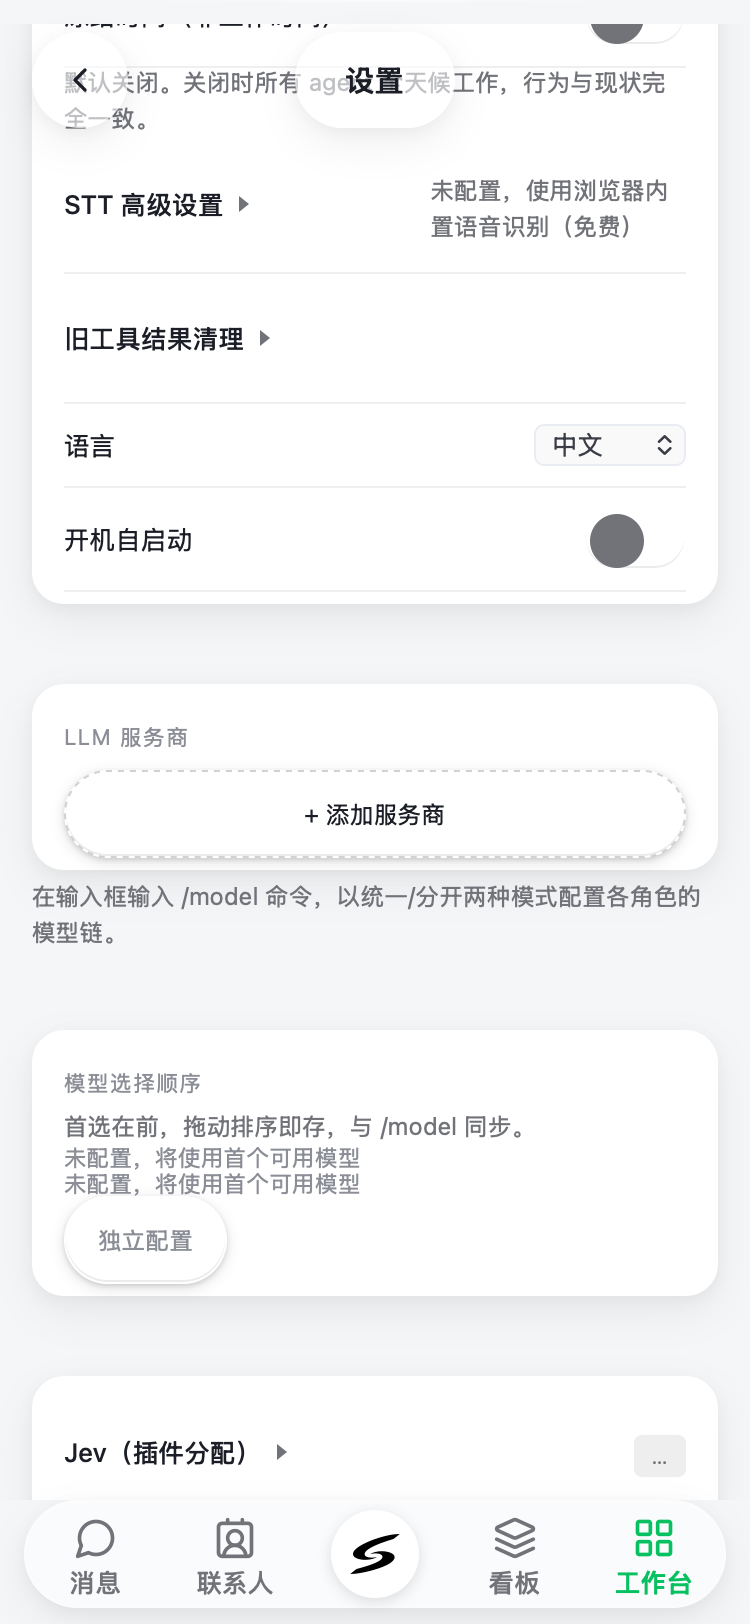 设置
默认关闭。关闭时所有 age 天候工作，行为与现状完
全一致。
STT 高级设置
未配置，使用浏览器内
置语音识别（免费）
旧工具结果清理
语言
中文
开机自启动
LLM 服务商
+ 添加服务商
在输入框输入 /model 命令，以统一/分开两种模式配置各角色的
模型链。
模型选择顺序
首选在前，拖动排序即存，与 /model 同步。
未配置，将使用首个可用模型
未配置，将使用首个可用模型
独立配置
Jev（插件分配）
...
消息
联系人
看板
工作台